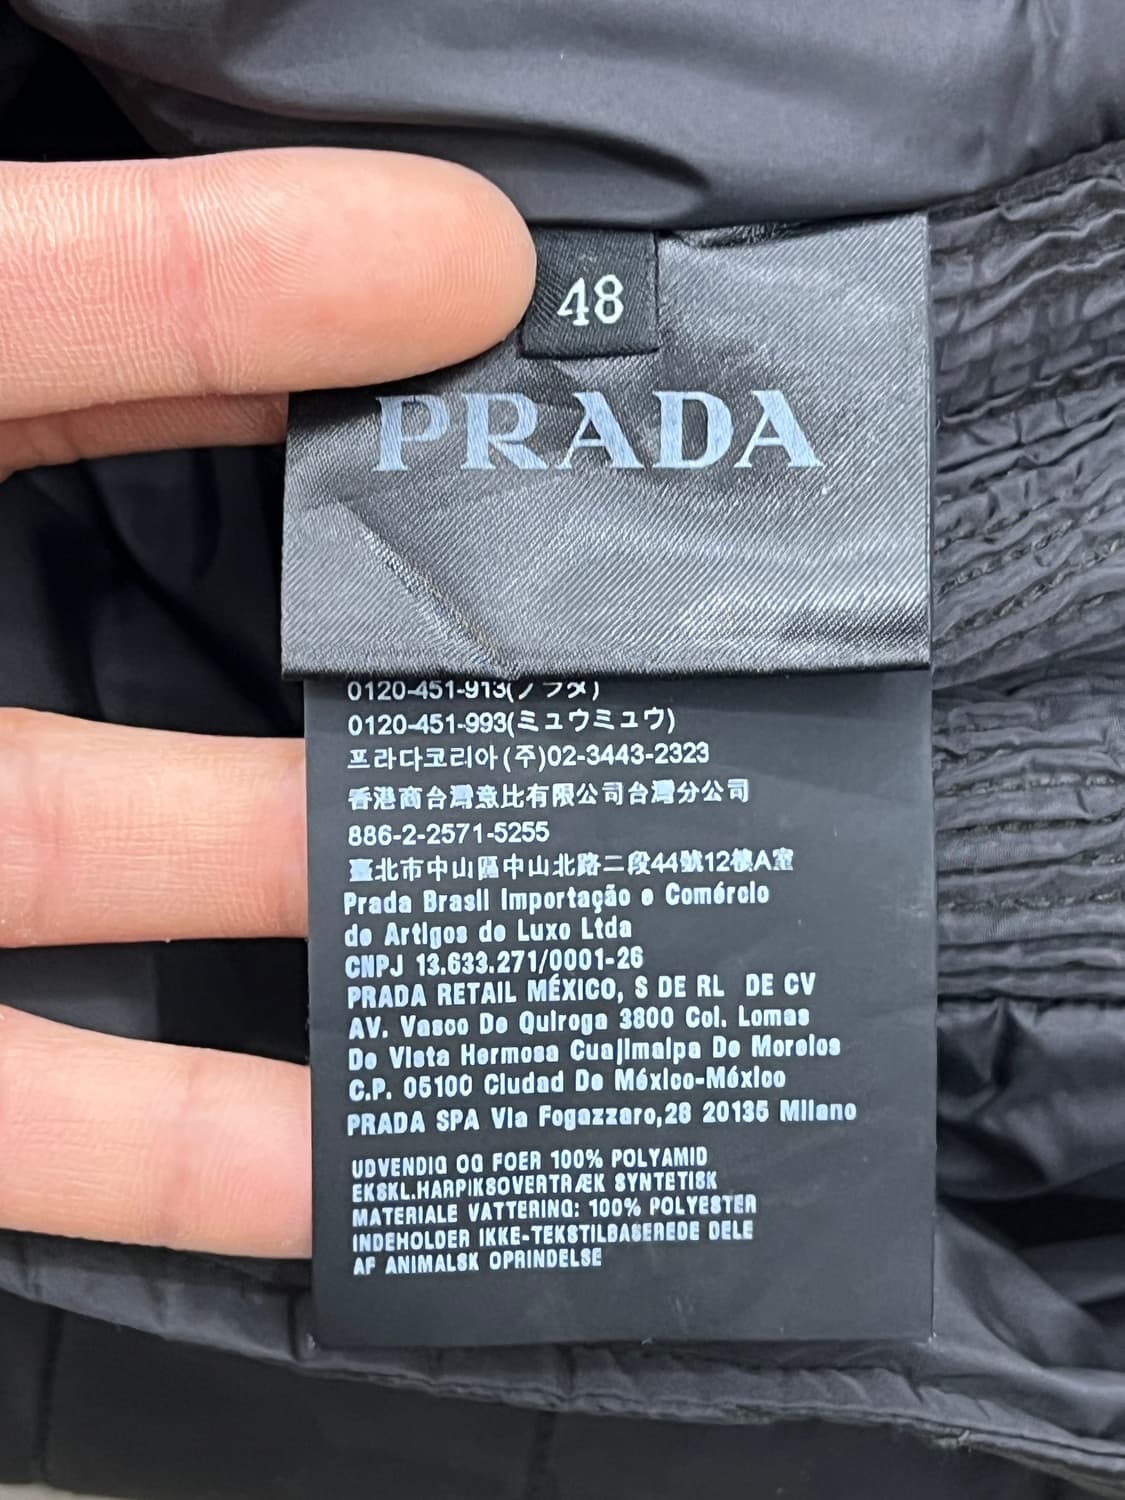 48
PRADA
0120-451-913(プラダ)
0120-451-993(ミュウミュウ)
프라다코리아(주)02-3443-2323
香港商台灣意比有限公司台灣分公司
886-2-2571-5255
臺北市中山區中山北路二段44號12樓A室
Prada Brasil Importação e Comércio
de Artigos de Luxo Ltda
CNPJ 13.633.271/0001-26
PRADA RETAIL MÉXICO, S DE RL DE CV
AV. Vasco De Quiroga 3800 Col. Lomas
De Vista Hermosa Cuajimalpa De Morelos
C.P. 05100 Ciudad De México-México
PRADA SPA Via Fogazzaro,28 20135 Milano
UDVENDIG OG FOER 100% POLYAMID
EKSKL.HARPIKSOVERTRÆK SYNTETISK
MATERIALE VATTERING: 100% POLYESTER
INDEHOLDER IKKE-TEKSTILBASEREDE DELE
AF ANIMALSK OPRINDELSE